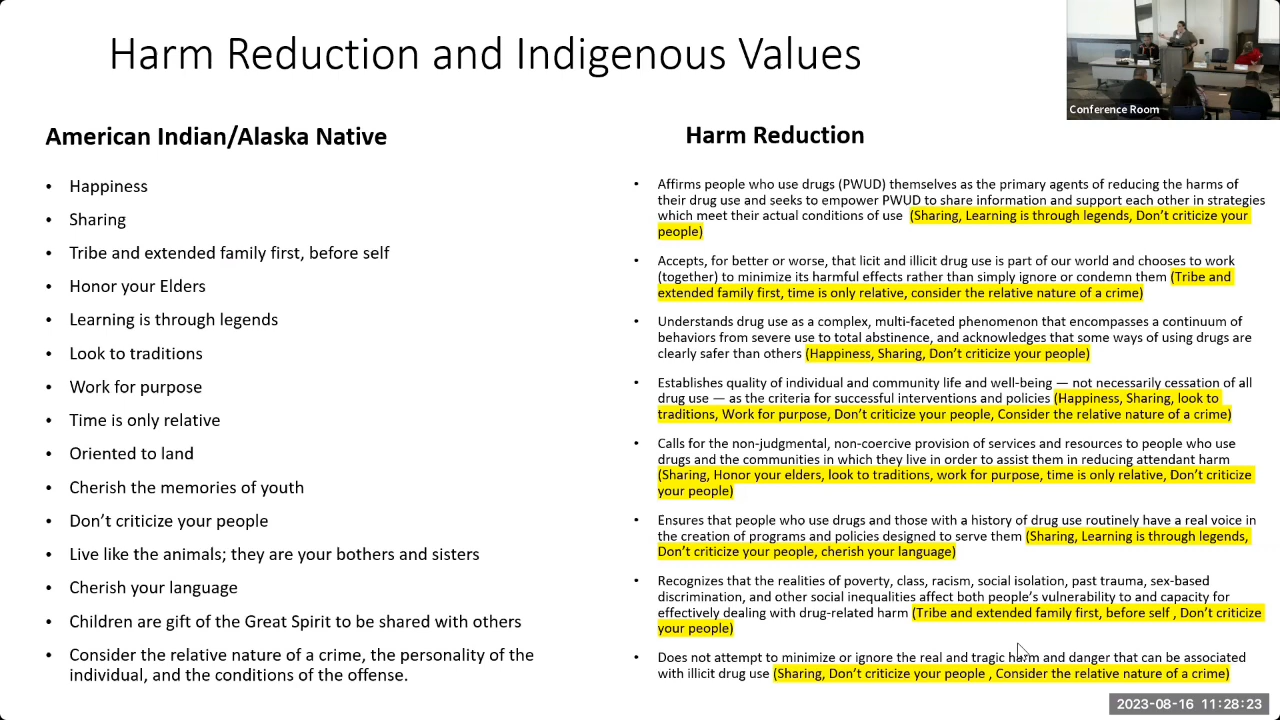 Harm Reduction and Indigenous Values
Conference Room
American Indian/Alaska Native
• Happiness
• Sharing
• Tribe and extended family first, before self
• Honor your Elders
• Learning is through legends
• Look to traditions
• Work for purpose
• Time is only relative
• Oriented to land
• Cherish the memories of youth
• Don't criticize your people
• Live like the animals; they are your bothers and sisters
• Cherish your language
• Children are gift of the Great Spirit to be shared with others
• Consider the relative nature of a crime, the personality of the
individual, and the conditions of the offense.
Harm Reduction
• Affirms people who use drugs (PWUD) themselves as the primary agents of reducing the harms of
their drug use and seeks to empower PWUD to share information and support each other in strategies
which meet their actual conditions of use (Sharing, Learning is through legends, Don't criticize your
people)
• Accepts, for better or worse, that licit and illicit drug use is part of our world and chooses to work
(together) to minimize its harmful effects rather than simply ignore or condemn them (Tribe and
extended family first, time is only relative, consider the relative nature of a crime)
• Understands drug use as a complex, multi-faceted phenomenon that encompasses a continuum of
behaviors from severe use to total abstinence, and acknowledges that some ways of using drugs are
clearly safer than others (Happiness, Sharing, Don't criticize your people)
• Establishes quality of individual and community life and well-being — not necessarily cessation of all
drug use — as the criteria for successful interventions and policies (Happiness, Sharing, look to
traditions, Work for purpose, Don't criticize your people, Consider the relative nature of a crime)
• Calls for the non-judgmental, non-coercive provision of services and resources to people who use
drugs and the communities in which they live in order to assist them in reducing attendant harm
(Sharing, Honor your elders, look to traditions, work for purpose, time is only relative, Don't criticize
your people)
• Ensures that people who use drugs and those with a history of drug use routinely have a real voice in
the creation of programs and policies designed to serve them (Sharing, Learning is through legends,
Don't criticize your people, cherish your language)
• Recognizes that the realities of poverty, class, racism, social isolation, past trauma, sex-based
discrimination, and other social inequalities affect both people's vulnerability to and capacity for
effectively dealing with drug-related harm (Tribe and extended family first, before self , Don't criticize
your people)
• Does not attempt to minimize or ignore the real and tragic harm and danger that can be associated
with illicit drug use (Sharing, Don't criticize your people , Consider the relative nature of a crime)
2023-08-16 11:28:23